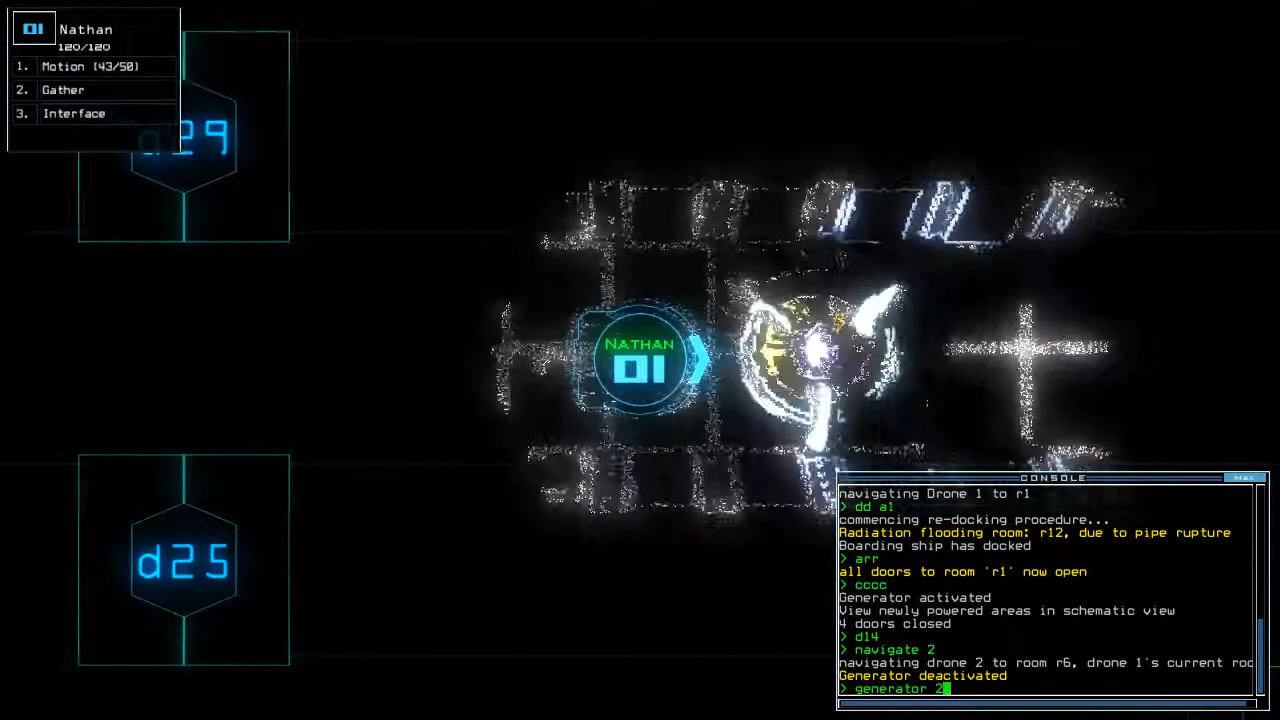 01 Nathan
120/120
1. Motion (43/50)
2. Gather
3. Interface
d29
NATHAN
01
d25
CONSOLE
MAX
navigating Drone 1 to r1
> dd a1
commencing re-docking procedure...
Radiation flooding room: r12, due to pipe rupture
Boarding ship has docked
> arr
all doors to room 'r1' now open
> cccc
Generator activated
View newly powered areas in schematic view
4 doors closed
> d14
> navigate 2
navigating drone 2 to room r6, drone 1's current roo
Generator deactivated
> generator 2